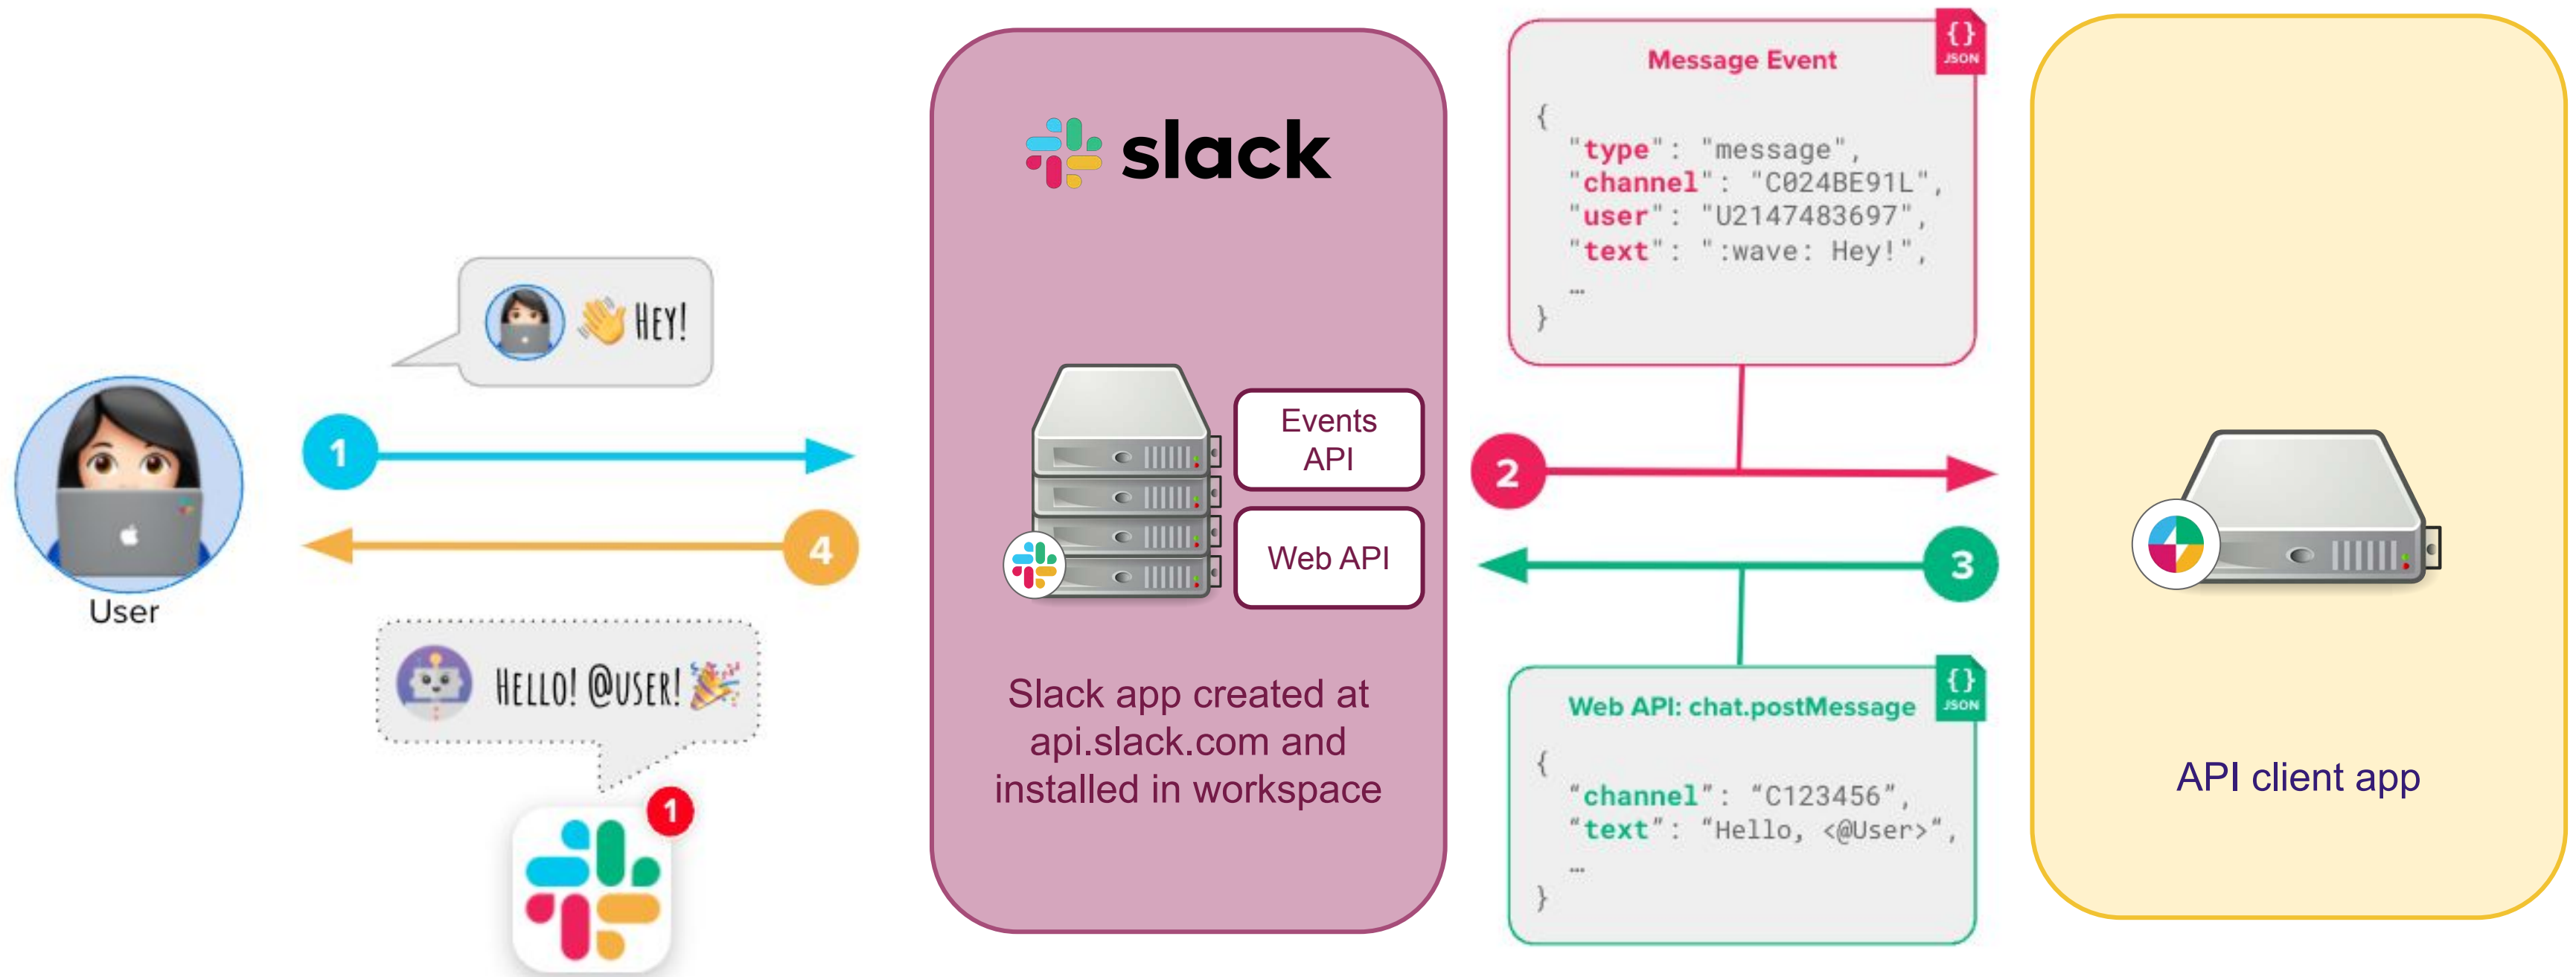 HEY!
1
4
User
HELLO! @USER!
1
slack
Events
API
Web API
Slack app created at
api.slack.com and
installed in workspace
{}
JSON
Message Event
{
"type": "message",
"channel": "C024BE91L",
"user": "U2147483697",
"text": ":wave: Hey!",
…
}
2
3
{}
JSON
Web API: chat.postMessage
{
“channel”: “C123456”,
“text”: “Hello, <@User>“,
…
}
API client app